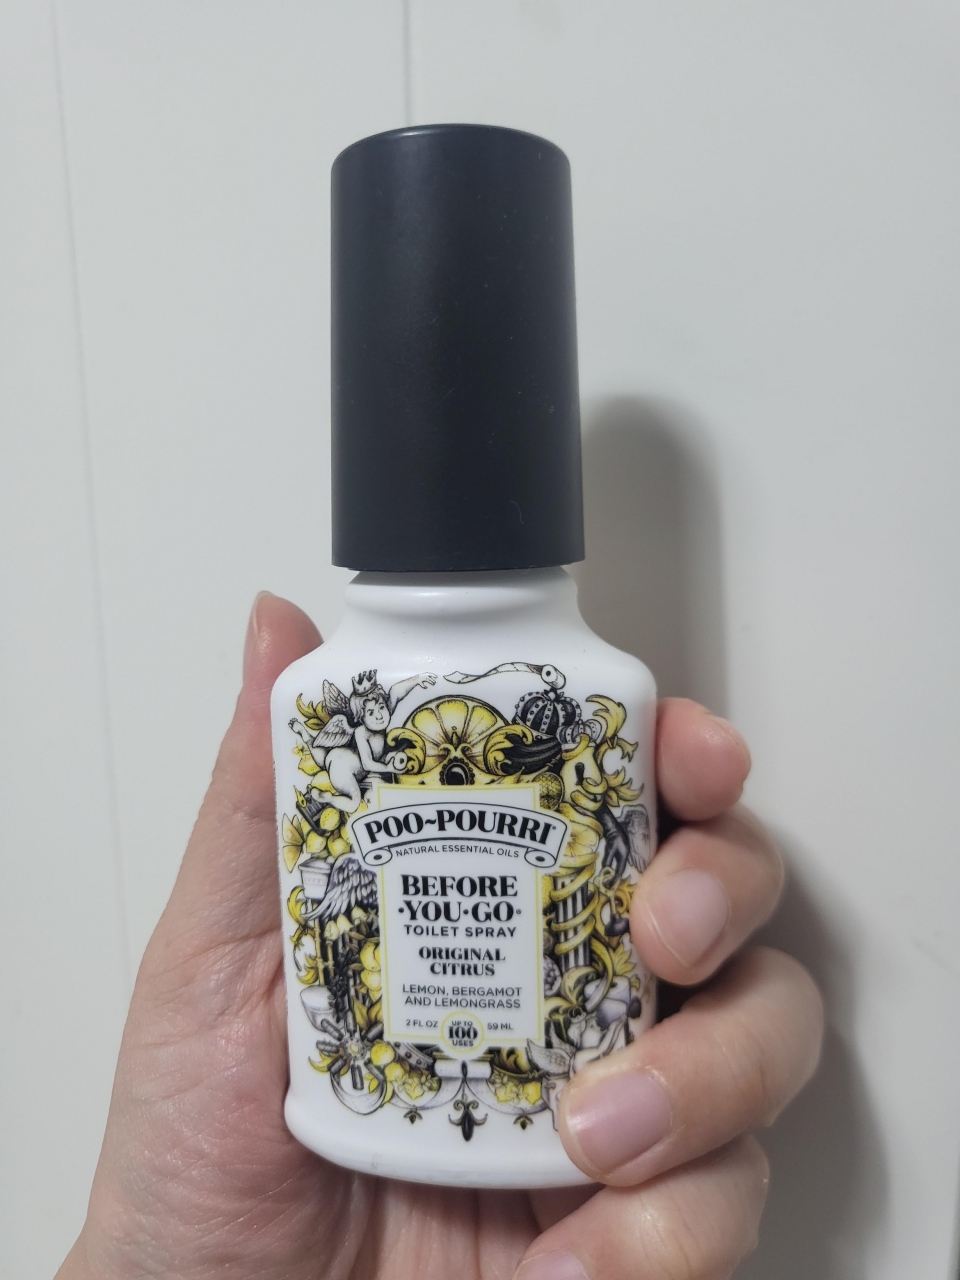 POO~POURRI®
NATURAL ESSENTIAL OILS
BEFORE
·YOU·GO®
TOILET SPRAY
ORIGINAL
CITRUS
LEMON, BERGAMOT
AND LEMONGRASS
2 FL OZ UP TO 100 USES 59 ML